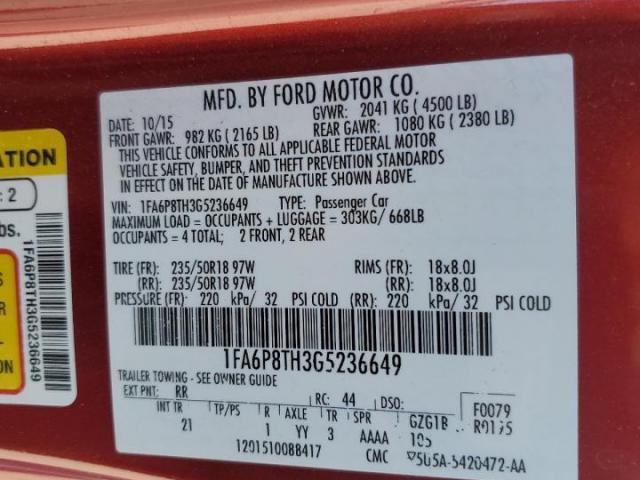 MFD. BY FORD MOTOR CO.
DATE: 10/15 GVWR: 2041 KG ( 4500 LB)
FRONT GAWR: 982 KG ( 2165 LB) REAR GAWR: 1080 KG ( 2380LB)
THIS VEHICLE CONFORMS TO ALL APPLICABLE FEDERAL MOTOR
VEHICLE SAFETY, BUMPER, AND THEFT PREVENTION STANDARDS
IN EFFECT ON THE DATE OF MANUFACTURE SHOWN ABOVE.
VIN: 1FA6P8TH3G5236649 TYPE: Passenger Car
MAXIMUM LOAD = OCCUPANTS + LUGGAGE = 303KG/ 668LB
OCCUPANTS = 4 TOTAL; 2 FRONT, 2 REAR
TIRE (FR): 235/50R18 97W RIMS (FR): 18x8.0J
(RR): 235/50R18 97W (RR): 18x8.0J
PRESSURE (FR): 220 kPa/ 32 PSI COLD (RR): 220 kPa/ 32 PSI COLD
1FA6P8TH3G5236649
TRAILER TOWING - SEE OWNER GUIDE
EXT PNT: RR RC: 44 DSO: F0079
INT TR TP/PS R AXLE TR SPR GZG1B
21 1 YY 3 AAAA
1201510088417 CMC
ATION
: 2
bs.
1FA6P8TH3G5236649